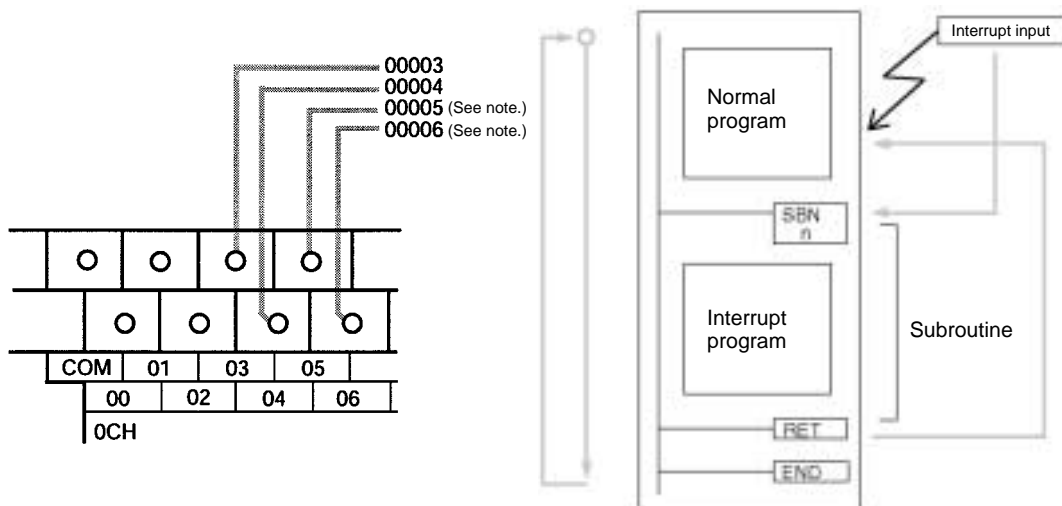 00003
00004
00005 (See note.)
00006 (See note.)
COM 01 03 05
00 02 04 06
0CH
Interrupt input
Normal
program
SBN
n
Interrupt
program
Subroutine
RET
END